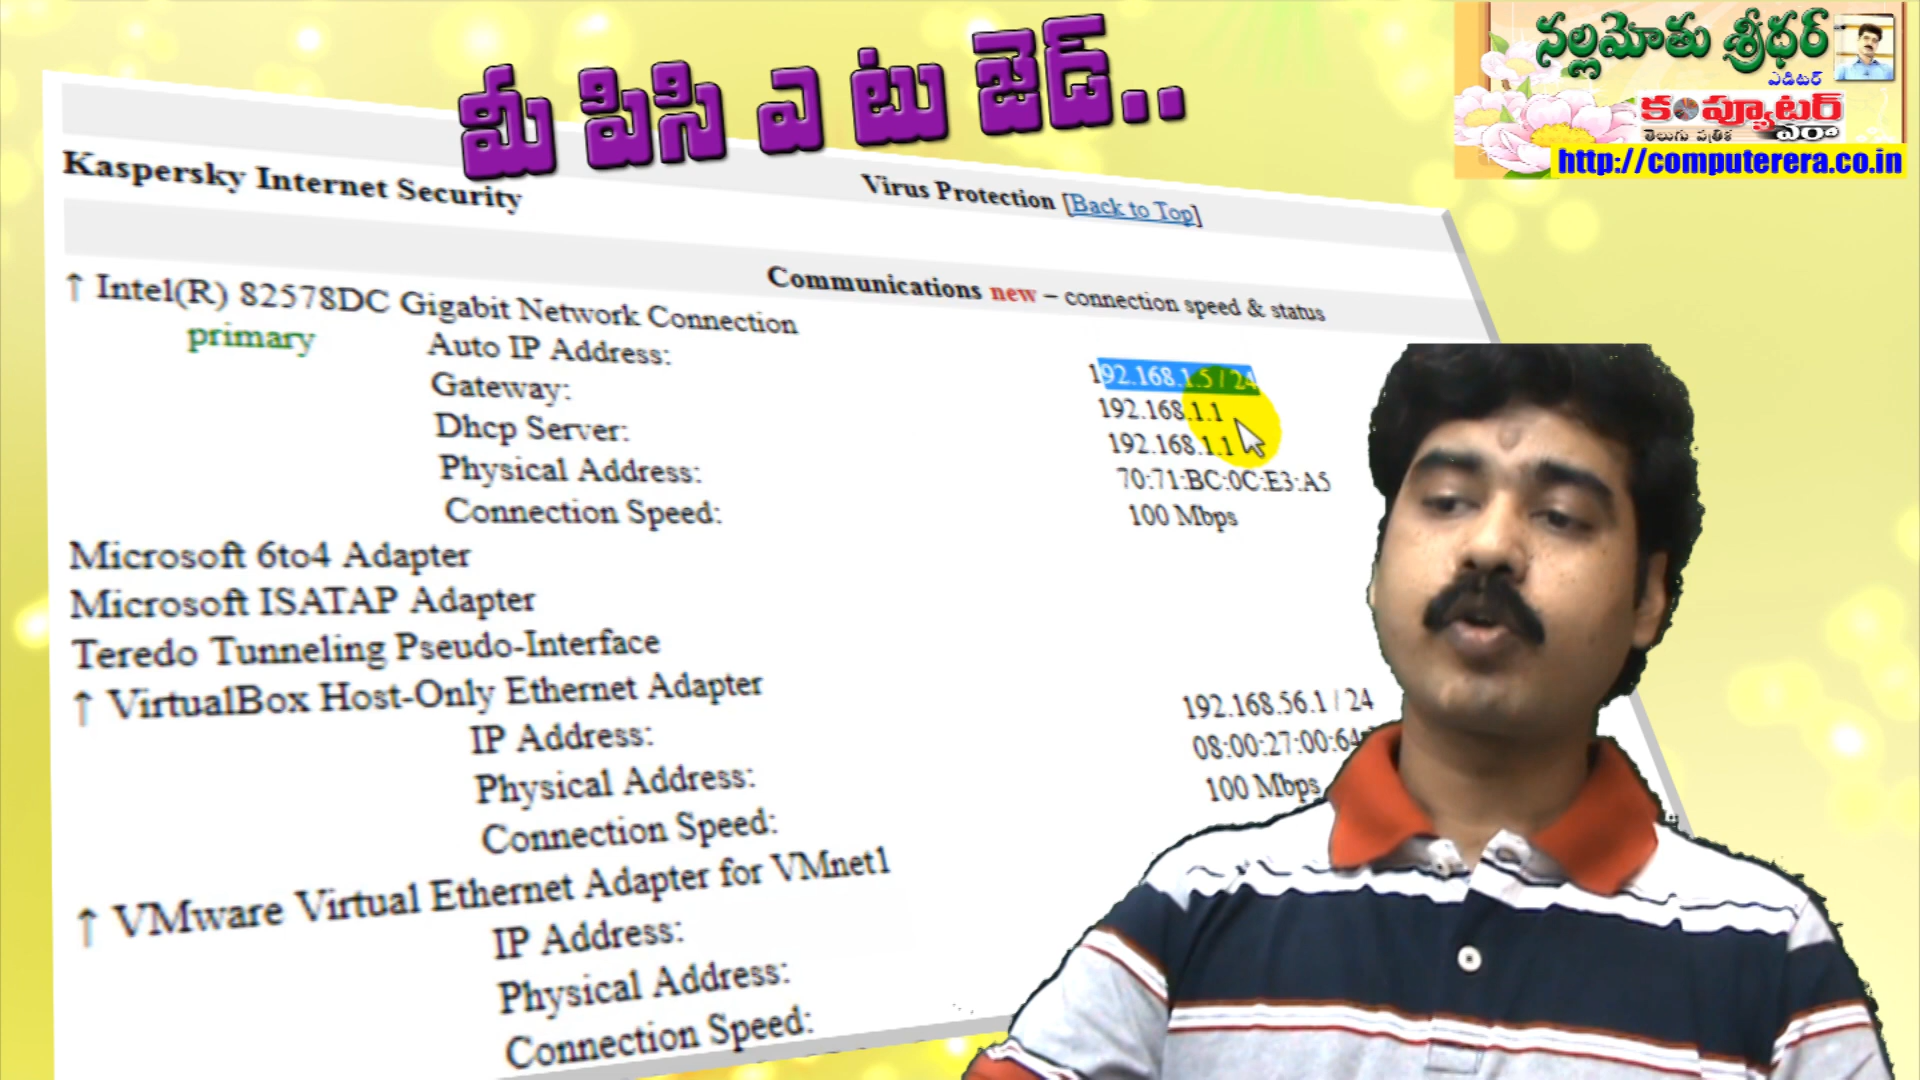 మీ పిసి ఎ టు జెడ్..
నల్లమోతు శ్రీధర్
ఎడిటర్
కంప్యూటర్
ఎరా
తెలుగు పత్రిక
http://computerera.co.in
Kaspersky Internet Security
Virus Protection [Back to Top]
Communications new – connection speed & status
↑ Intel(R) 82578DC Gigabit Network Connection
primary
Auto IP Address: 192.168.1.5 / 24
Gateway: 192.168.1.1
Dhcp Server: 192.168.1.1
Physical Address: 70:71:BC:0C:E3:A5
Connection Speed: 100 Mbps
Microsoft 6to4 Adapter
Microsoft ISATAP Adapter
Teredo Tunneling Pseudo-Interface
↑ VirtualBox Host-Only Ethernet Adapter
IP Address: 192.168.56.1 / 24
Physical Address: 08:00:27:00:64
Connection Speed: 100 Mbps
↑ VMware Virtual Ethernet Adapter for VMnet1
IP Address:
Physical Address:
Connection Speed: